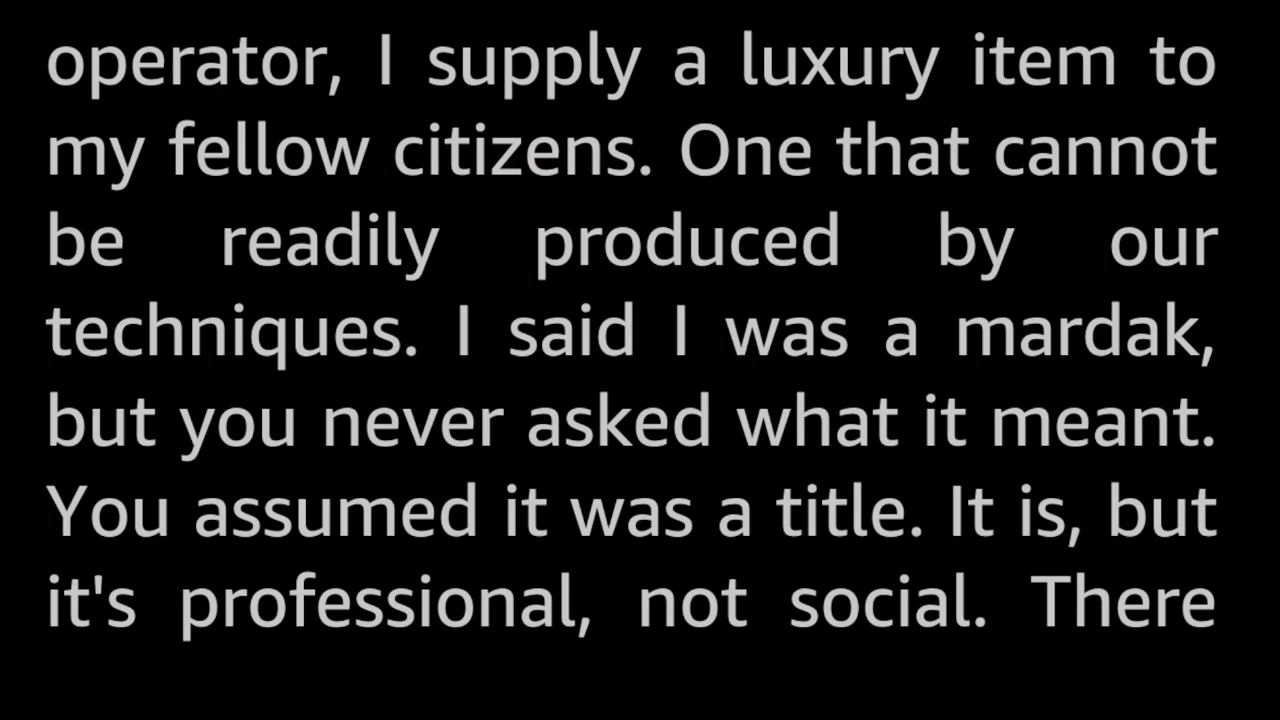 operator, I supply a luxury item to
my fellow citizens. One that cannot
be readily produced by our
techniques. I said I was a mardak,
but you never asked what it meant.
You assumed it was a title. It is, but
it's professional, not social. There